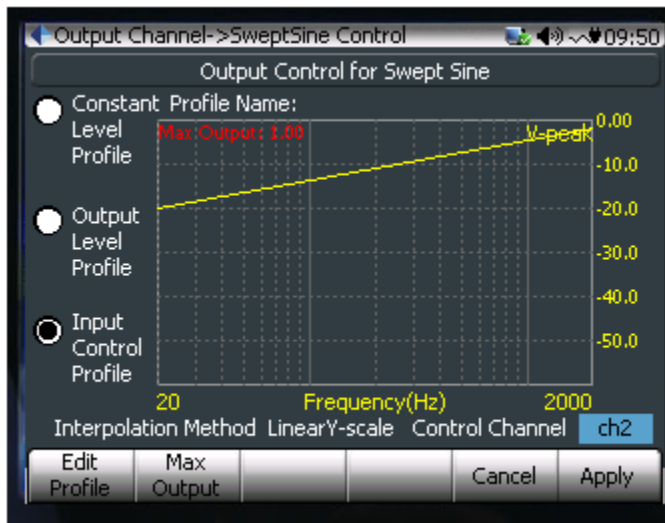 Output Channel->SweptSine Control 09:50
Output Control for Swept Sine
Constant Level Profile
Output Level Profile
Input Control Profile
Profile Name:
Max Output: 1.00
V-peak
0.00
-10.0
-20.0
-30.0
-40.0
-50.0
20 Frequency(Hz) 2000
Interpolation Method LinearY-scale Control Channel ch2
Edit Profile
Max Output
Cancel
Apply